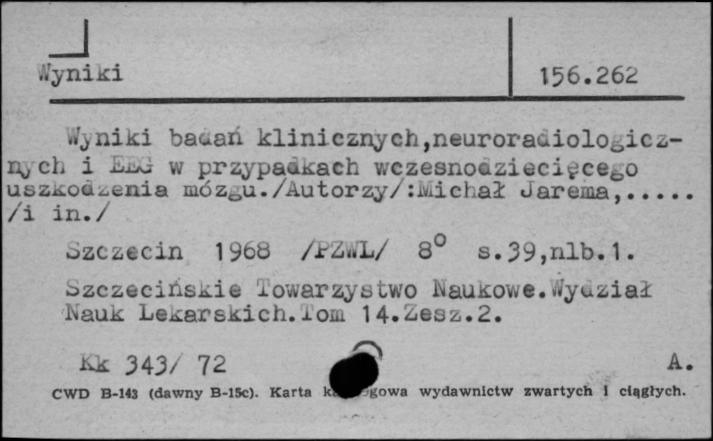 Wyniki
156.262
Wyniki badań klinicznych,neuroradiologicz-
nych i EEG w przypadkach wczesnodziecięcego
uszkodzenia mózgu./Autorzy/:Michał Jarema,.....
/i in./
Szczecin 1968 /PZWL/ 8° s.39,nlb.1.
Szczecińskie Towarzystwo Naukowe.Wydział
Nauk Lekarskich.Tom 14.Zesz.2.
Kk 343/ 72 A.
CWD B-143 (dawny B-15c). Karta wydawnictw zwartych i ciągłych.